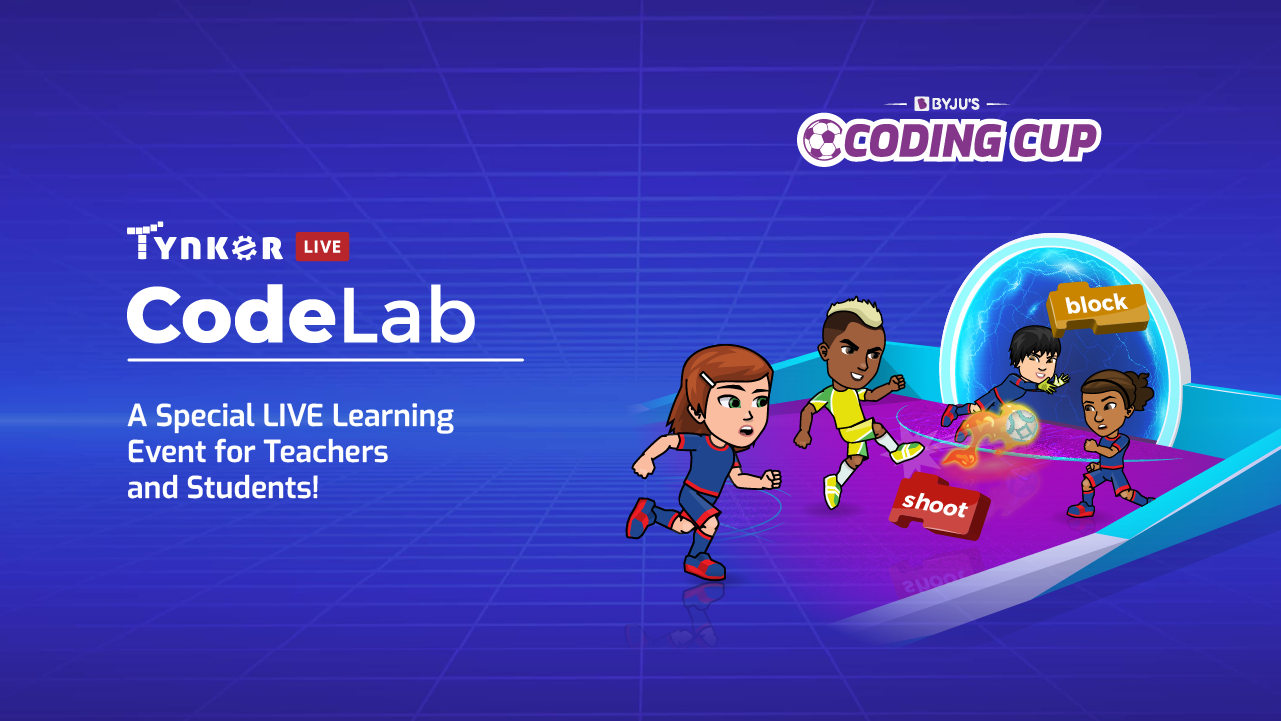 BYJU'S
CODING CUP
TYNKER LIVE
CodeLab
A Special LIVE Learning
Event for Teachers
and Students!
block
shoot